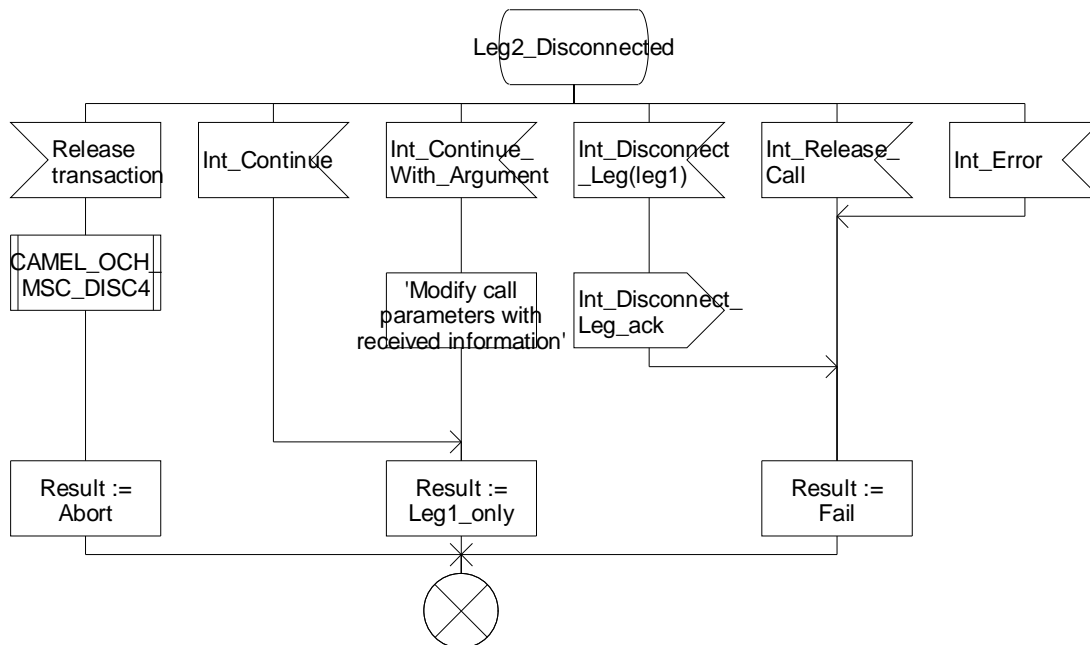 Leg2_Disconnected
Release
transaction
Int_Continue
Int_Continue_
With_Argument
Int_Disconnect
_Leg(leg1)
Int_Release_
Call
Int_Error
CAMEL_OCH_
MSC_DISC4
'Modify call
parameters with
received information'
Int_Disconnect_
Leg_ack
Result :=
Abort
Result :=
Leg1_only
Result :=
Fail